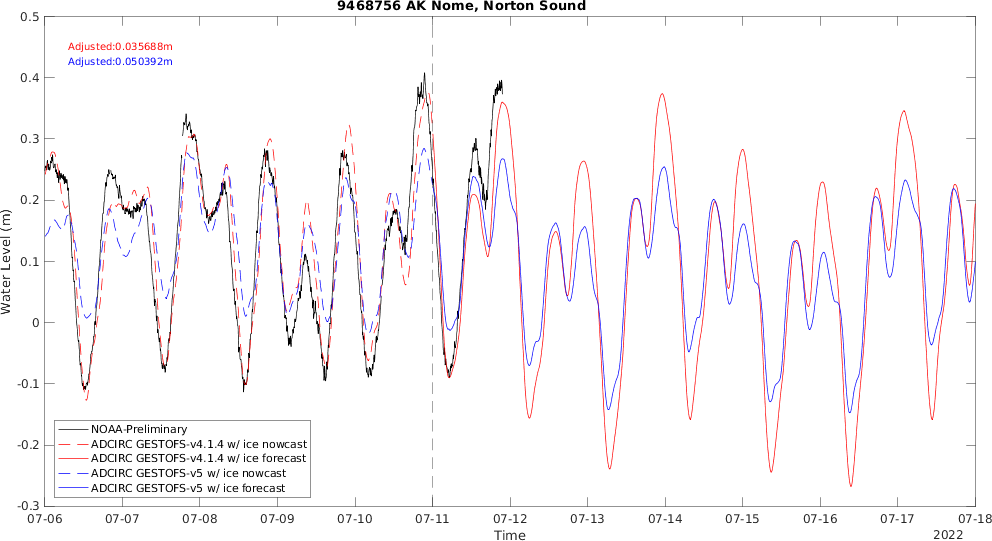 9468756 AK Nome, Norton Sound
Adjusted:0.035688m
Adjusted:0.050392m
Water Level (m)
0.5
0.4
0.3
0.2
0.1
0
-0.1
-0.2
-0.3
NOAA-Preliminary
ADCIRC GESTOFS-v4.1.4 w/ ice nowcast
ADCIRC GESTOFS-v4.1.4 w/ ice forecast
ADCIRC GESTOFS-v5 w/ ice nowcast
ADCIRC GESTOFS-v5 w/ ice forecast
07-06 07-07 07-08 07-09 07-10 07-11 07-12 07-13 07-14 07-15 07-16 07-17 07-18
Time
2022